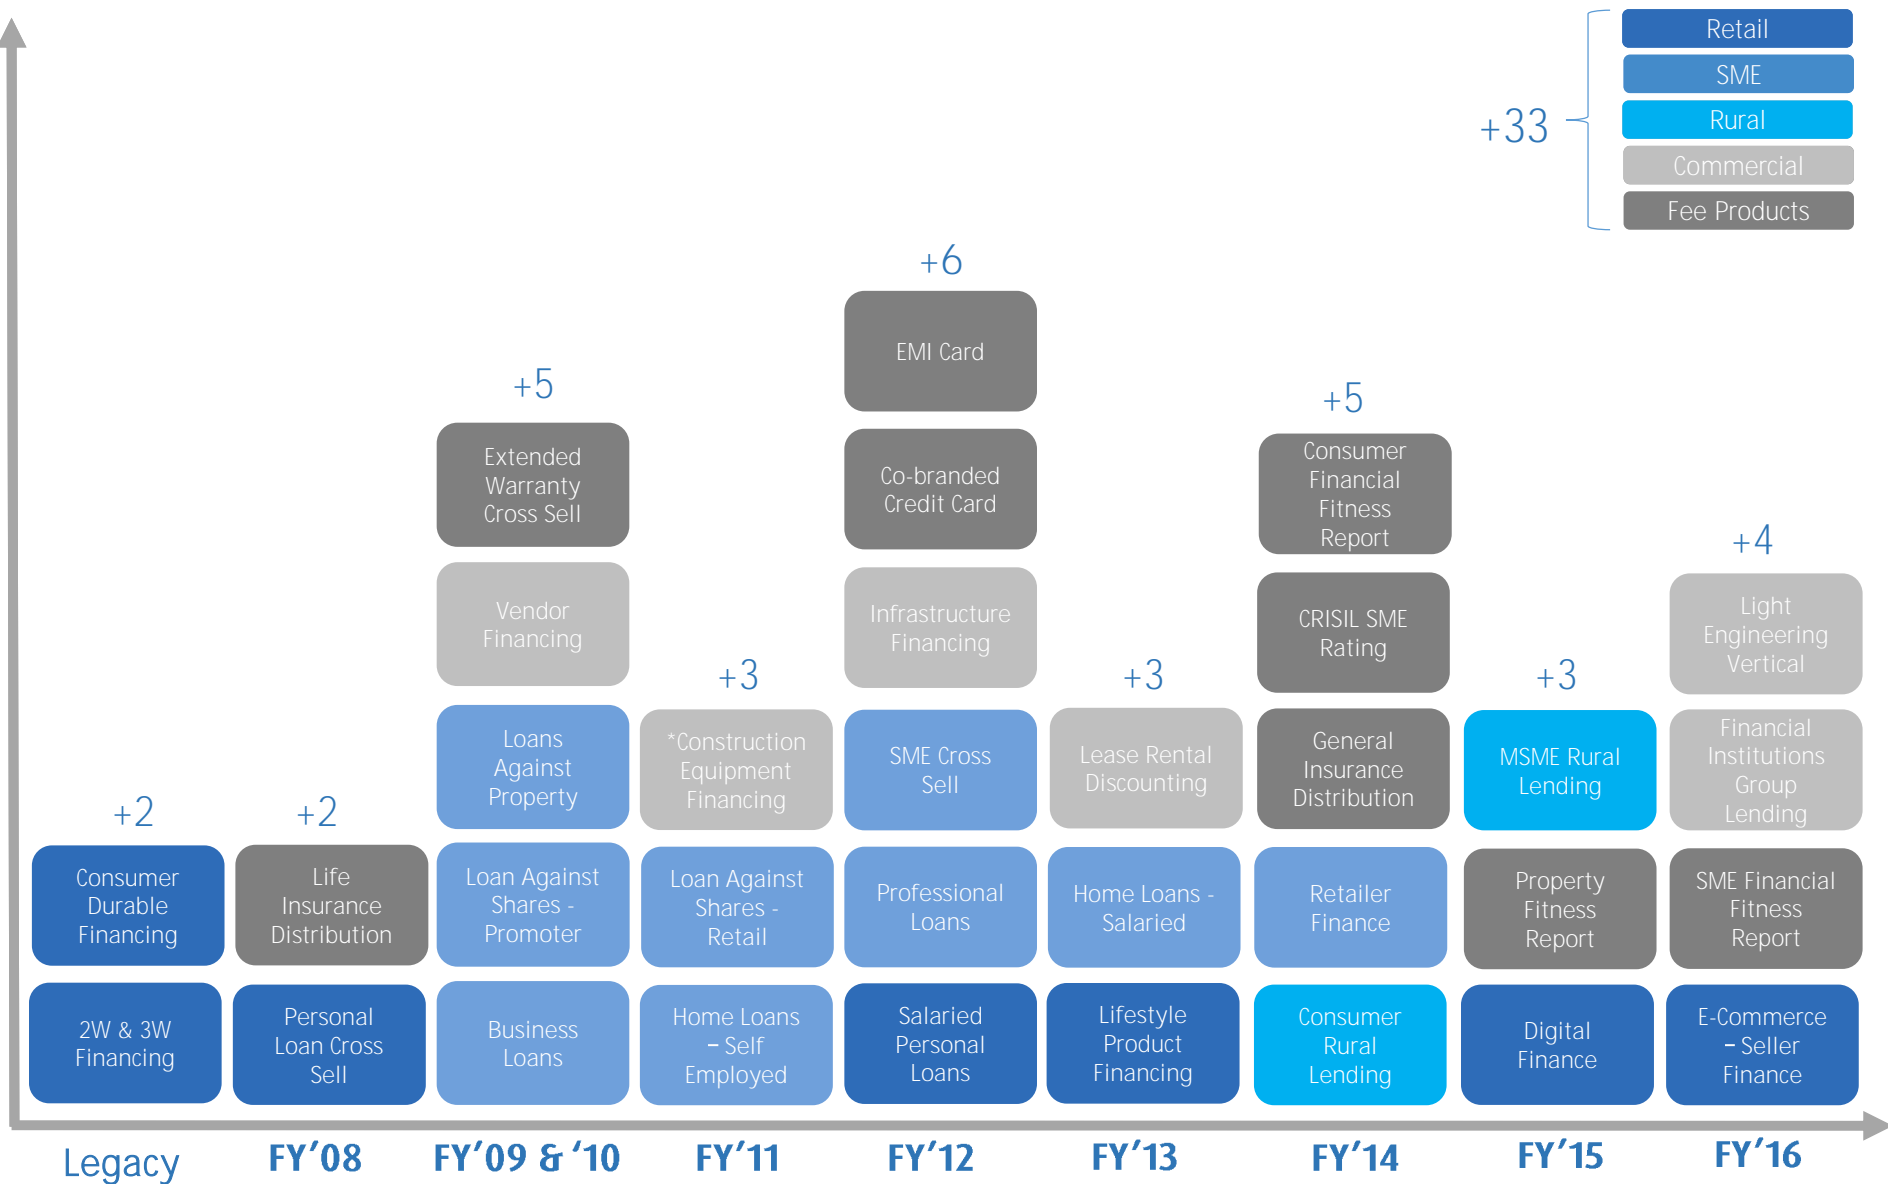 Retail
SME
Rural
Commercial
Fee Products
+33
+2
Consumer
Durable
Financing
2W & 3W
Financing
Legacy
+2
Life
Insurance
Distribution
Personal
Loan Cross
Sell
FY'08
+5
Extended
Warranty
Cross Sell
Vendor
Financing
Loans
Against
Property
Loan Against
Shares -
Promoter
Business
Loans
FY'09 & ‘10
+3
*Construction
Equipment
Financing
Loan Against
Shares -
Retail
Home Loans
– Self
Employed
FY'11
+6
EMI Card
Co-branded
Credit Card
Infrastructure
Financing
SME Cross
Sell
Professional
Loans
Salaried
Personal
Loans
FY'12
+3
Lease Rental
Discounting
Home Loans -
Salaried
Lifestyle
Product
Financing
FY'13
+5
Consumer
Financial
Fitness
Report
CRISIL SME
Rating
General
Insurance
Distribution
Retailer
Finance
Consumer
Rural
Lending
FY'14
+3
MSME Rural
Lending
Property
Fitness
Report
Digital
Finance
FY'15
+4
Light
Engineering
Vertical
Financial
Institutions
Group
Lending
SME Financial
Fitness
Report
E-Commerce
– Seller
Finance
FY'16